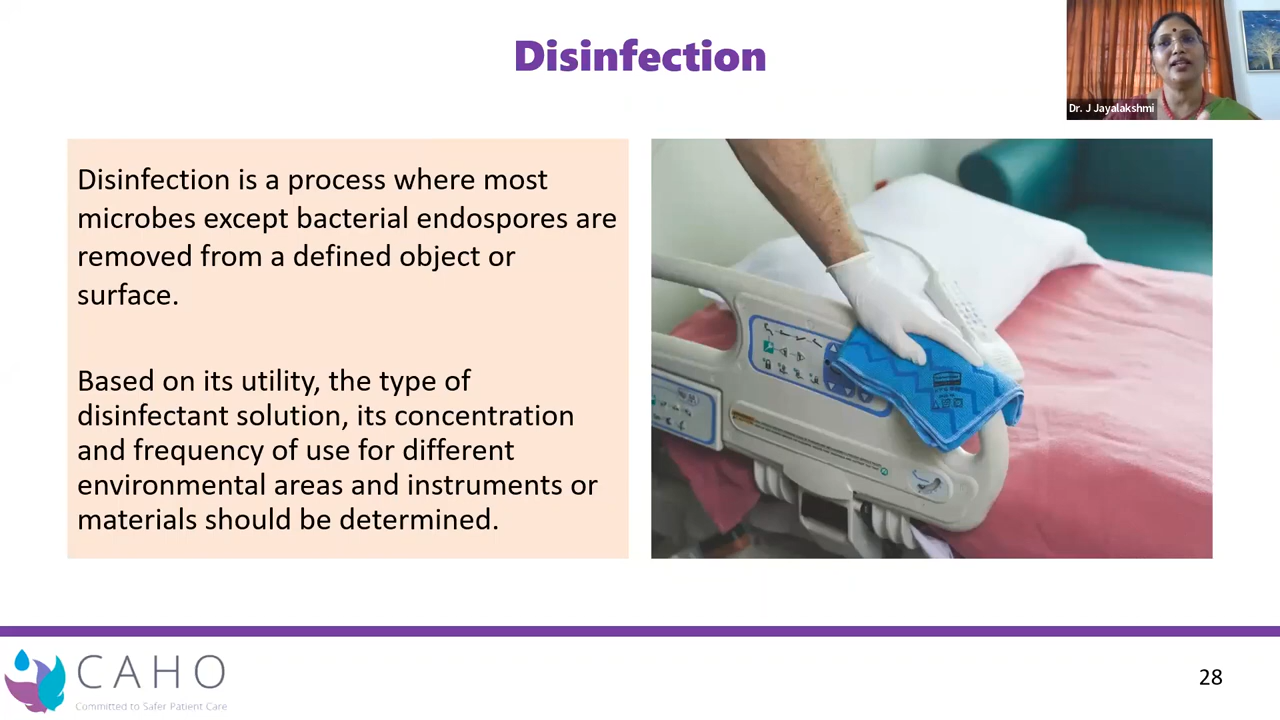 Disinfection
Dr. J Jayalakshmi
Disinfection is a process where most
microbes except bacterial endospores are
removed from a defined object or
surface.
Based on its utility, the type of
disinfectant solution, its concentration
and frequency of use for different
environmental areas and instruments or
materials should be determined.
CAHO
Committed to Safer Patient Care
28